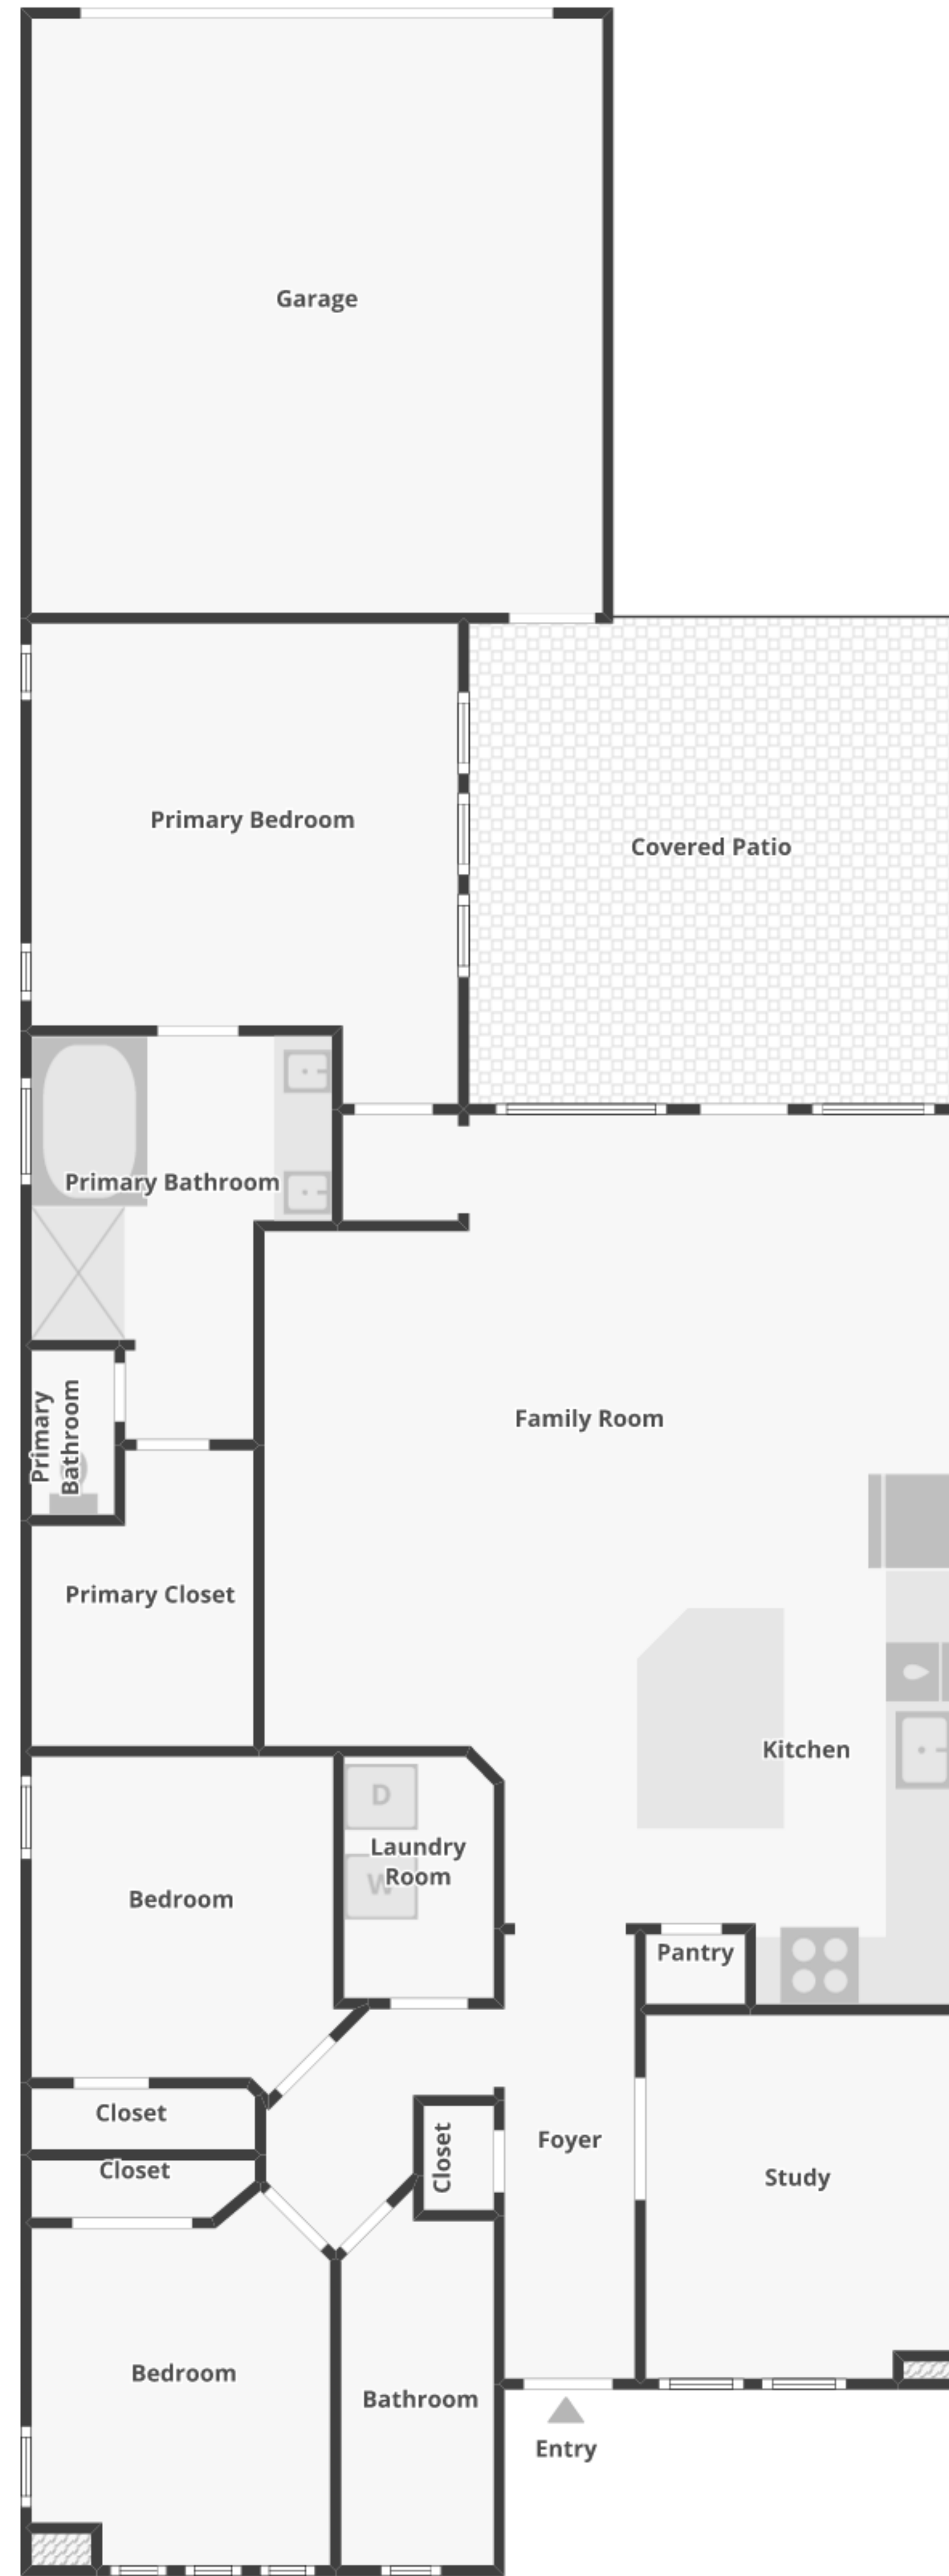 Garage
Primary Bedroom
Covered Patio
Primary Bathroom
Primary
Bathroom
Family Room
Primary Closet
Kitchen
D
Laundry
Room
W
Bedroom
Pantry
Closet
Closet
Closet
Foyer
Study
Bedroom
Bathroom
Entry